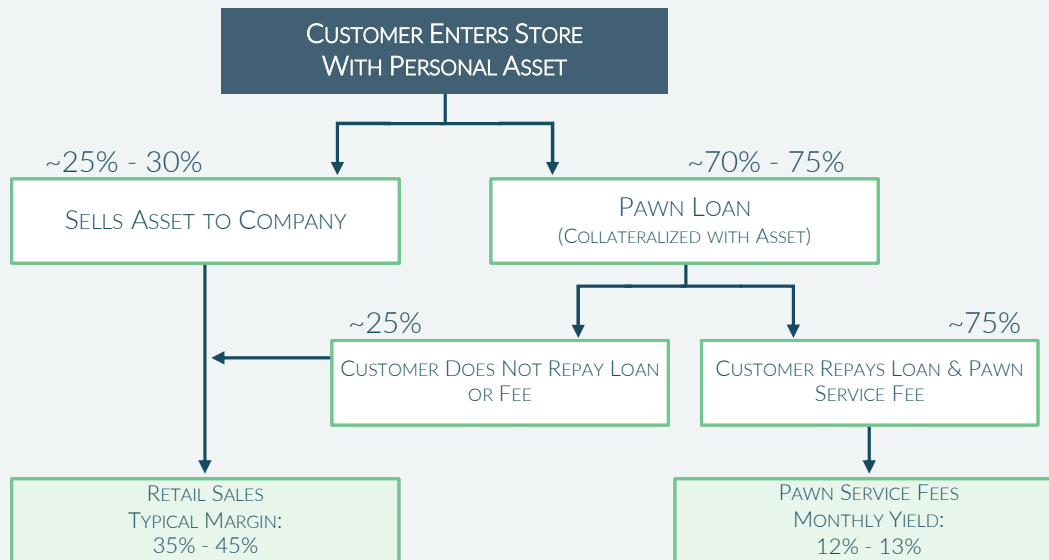 Customer Enters Store
With Personal Asset
~25% - 30%
~70% - 75%
Sells Asset to Company
Pawn Loan
(Collateralized with Asset)
~25%
~75%
Customer Does Not Repay Loan
or Fee
Customer Repays Loan & Pawn
Service Fee
Retail Sales
Typical Margin:
35% - 45%
Pawn Service Fees
Monthly Yield:
12% - 13%